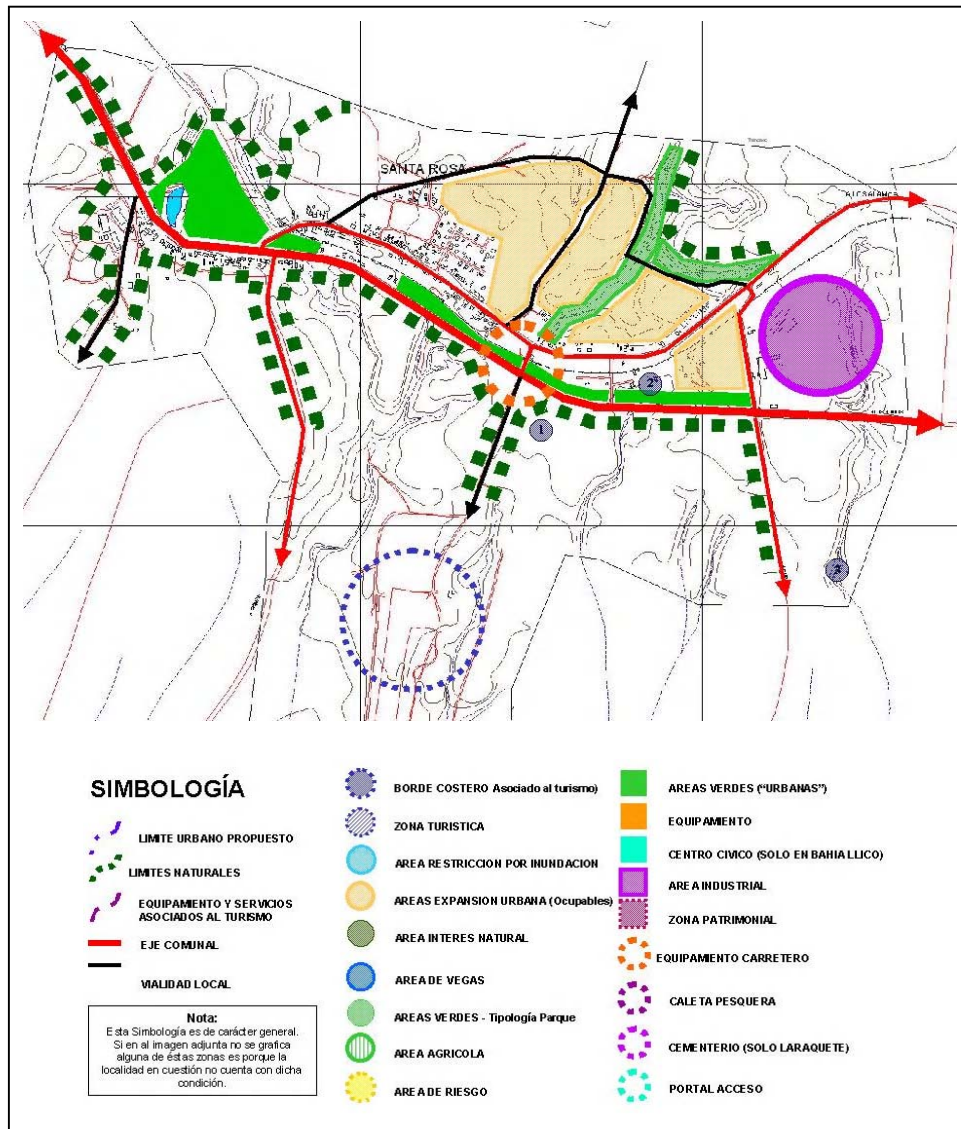 SANTA ROSA
1
2
2
SIMBOLOGÍA
LIMITE URBANO PROPUESTO
LIMITES NATURALES
EQUIPAMIENTO Y SERVICIOS
ASOCIADOS AL TURISMO
EJE COMUNAL
VIALIDAD LOCAL
Nota:
Esta Simbología es de carácter general.
Si en al imagen adjunta no se grafica
alguna de éstas zonas es porque la
localidad en cuestión no cuenta con dicha
condición.
BORDE COSTERO Asociado al turismo)
ZONA TURISTICA
AREA RESTRICCION POR INUNDACION
AREAS EXPANSION URBANA (Ocupables)
AREA INTERES NATURAL
AREA DE VEGAS
AREAS VERDES - Tipología Parque
AREA AGRICOLA
AREA DE RIESGO
AREAS VERDES ("URBANAS")
EQUIPAMIENTO
CENTRO CIVICO (SOLO EN BAHIA LLICO)
AREA INDUSTRIAL
ZONA PATRIMONIAL
EQUIPAMIENTO CARRETERO
CALETA PESQUERA
CEMENTERIO (SOLO LARAQUETE)
PORTAL ACCESO